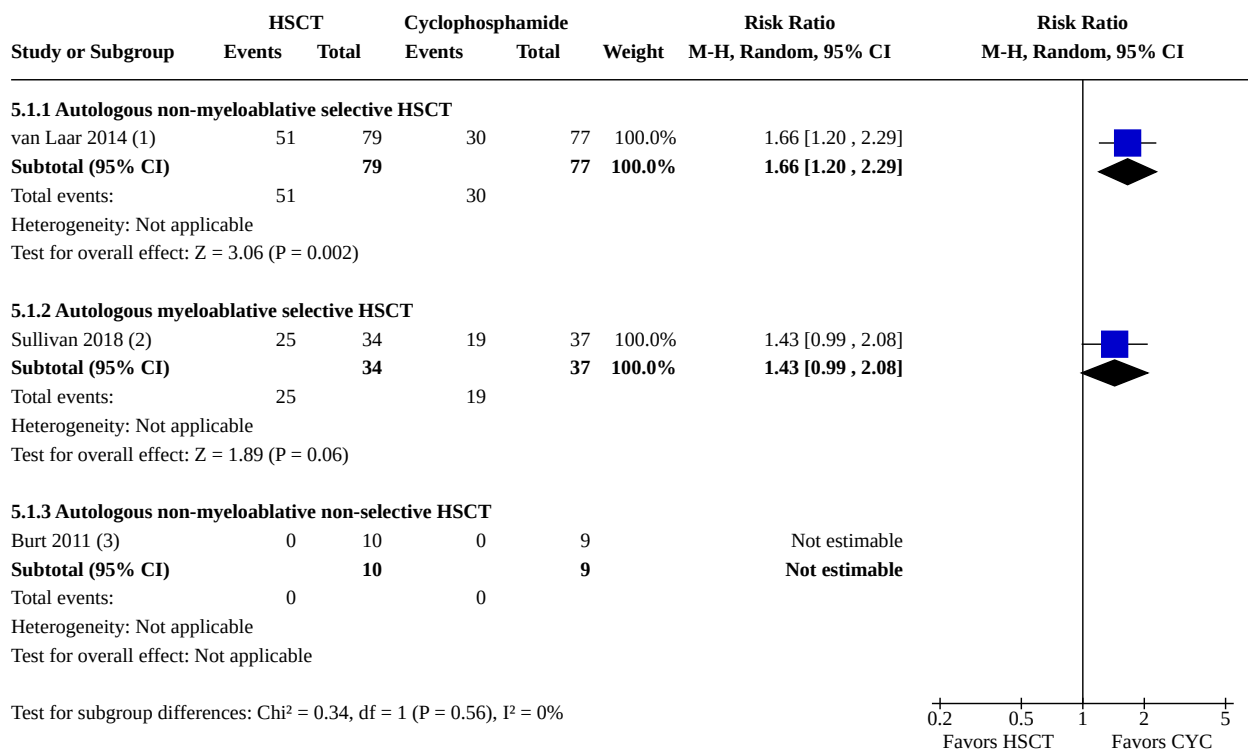 HSCT Cyclophosphamide Risk Ratio Risk Ratio
Study or Subgroup Events Total Events Total Weight M-H, Random, 95% CI M-H, Random, 95% CI
5.1.1 Autologous non-myeloablative selective HSCT
van Laar 2014 (1) 51 79 30 77 100.0% 1.66 [1.20 , 2.29]
Subtotal (95% CI) 79 77 100.0% 1.66 [1.20 , 2.29]
Total events: 51 30
Heterogeneity: Not applicable
Test for overall effect: Z = 3.06 (P = 0.002)
5.1.2 Autologous myeloablative selective HSCT
Sullivan 2018 (2) 25 34 19 37 100.0% 1.43 [0.99 , 2.08]
Subtotal (95% CI) 34 37 100.0% 1.43 [0.99 , 2.08]
Total events: 25 19
Heterogeneity: Not applicable
Test for overall effect: Z = 1.89 (P = 0.06)
5.1.3 Autologous non-myeloablative non-selective HSCT
Burt 2011 (3) 0 10 0 9 Not estimable
Subtotal (95% CI) 10 9 Not estimable
Total events: 0 0
Heterogeneity: Not applicable
Test for overall effect: Not applicable
Test for subgroup differences: Chi² = 0.34, df = 1 (P = 0.56), I² = 0%
0.2 0.5 1 2 5
Favors HSCT Favors CYC